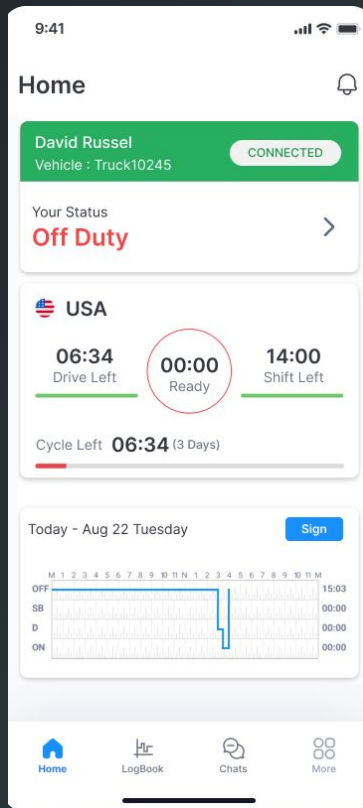 9:41
Home
David Russel
Vehicle : Truck10245
CONNECTED
Your Status
Off Duty
USA
06:34
Drive Left
00:00
Ready
14:00
Shift Left
Cycle Left 06:34 (3 Days)
Today - Aug 22 Tuesday
Sign
M 1 2 3 4 5 6 7 8 9 10 11 N 1 2 3 4 5 6 7 8 9 10 11 M
OFF 15:03
SB 00:00
D 00:00
ON 00:00
Home
LogBook
Chats
More